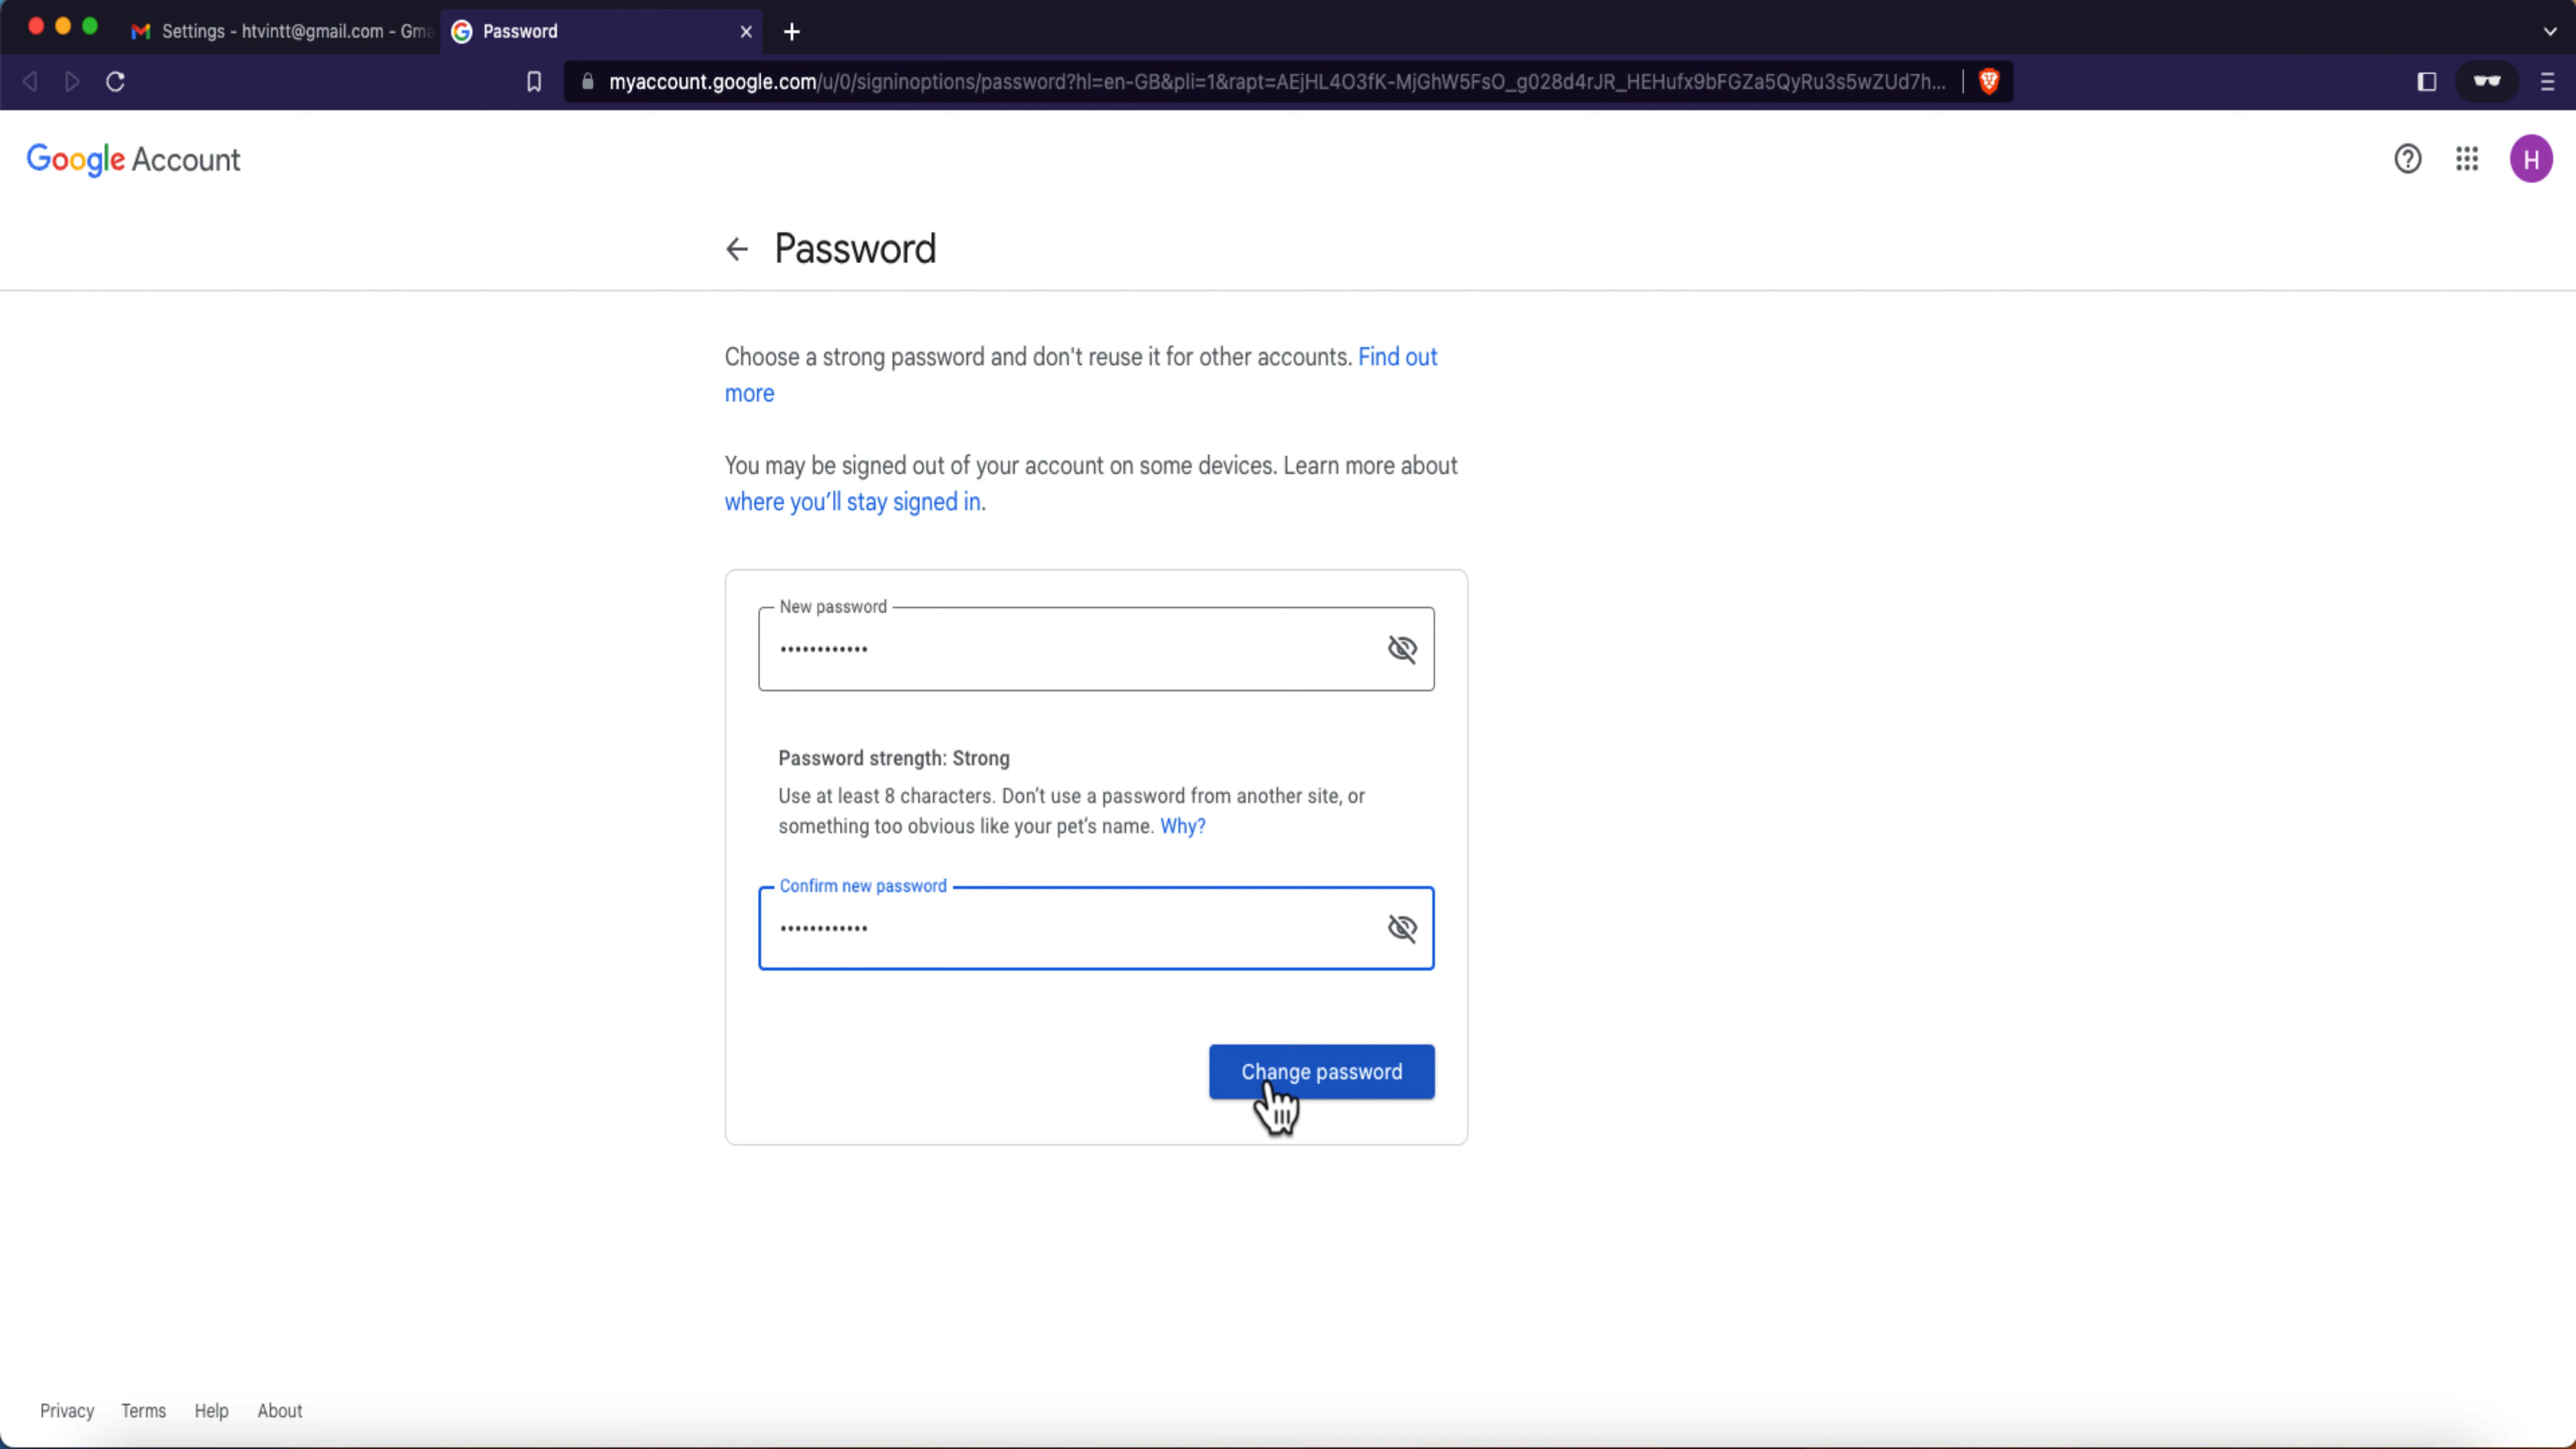 Settings - htvintt@gmail.com - Gma
Password
myaccount.google.com/u/0/signinoptions/password?hl=en-GB&pli=1&rapt=AEjHL4O3fK-MjGhW5FsO_g028d4rJR_HEHufx9bFGZa5QyRu3s5wZUd7h...
Google Account
H
Password
Choose a strong password and don't reuse it for other accounts. Find out
more
You may be signed out of your account on some devices. Learn more about
where you'll stay signed in.
New password
••••••••••••
Password strength: Strong
Use at least 8 characters. Don't use a password from another site, or
something too obvious like your pet's name. Why?
Confirm new password
••••••••••••
Change password
Privacy Terms Help About